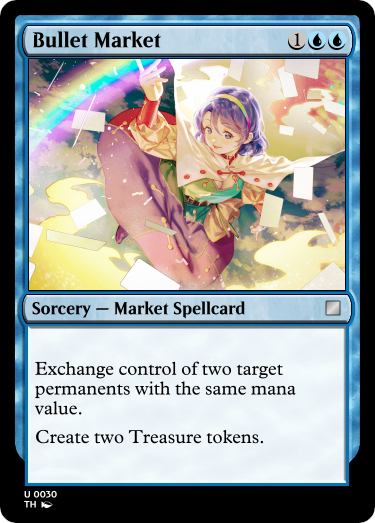 Bullet Market 1
Sorcery — Market Spellcard
Exchange control of two target
permanents with the same mana
value.
Create two Treasure tokens.
U 0030
TH